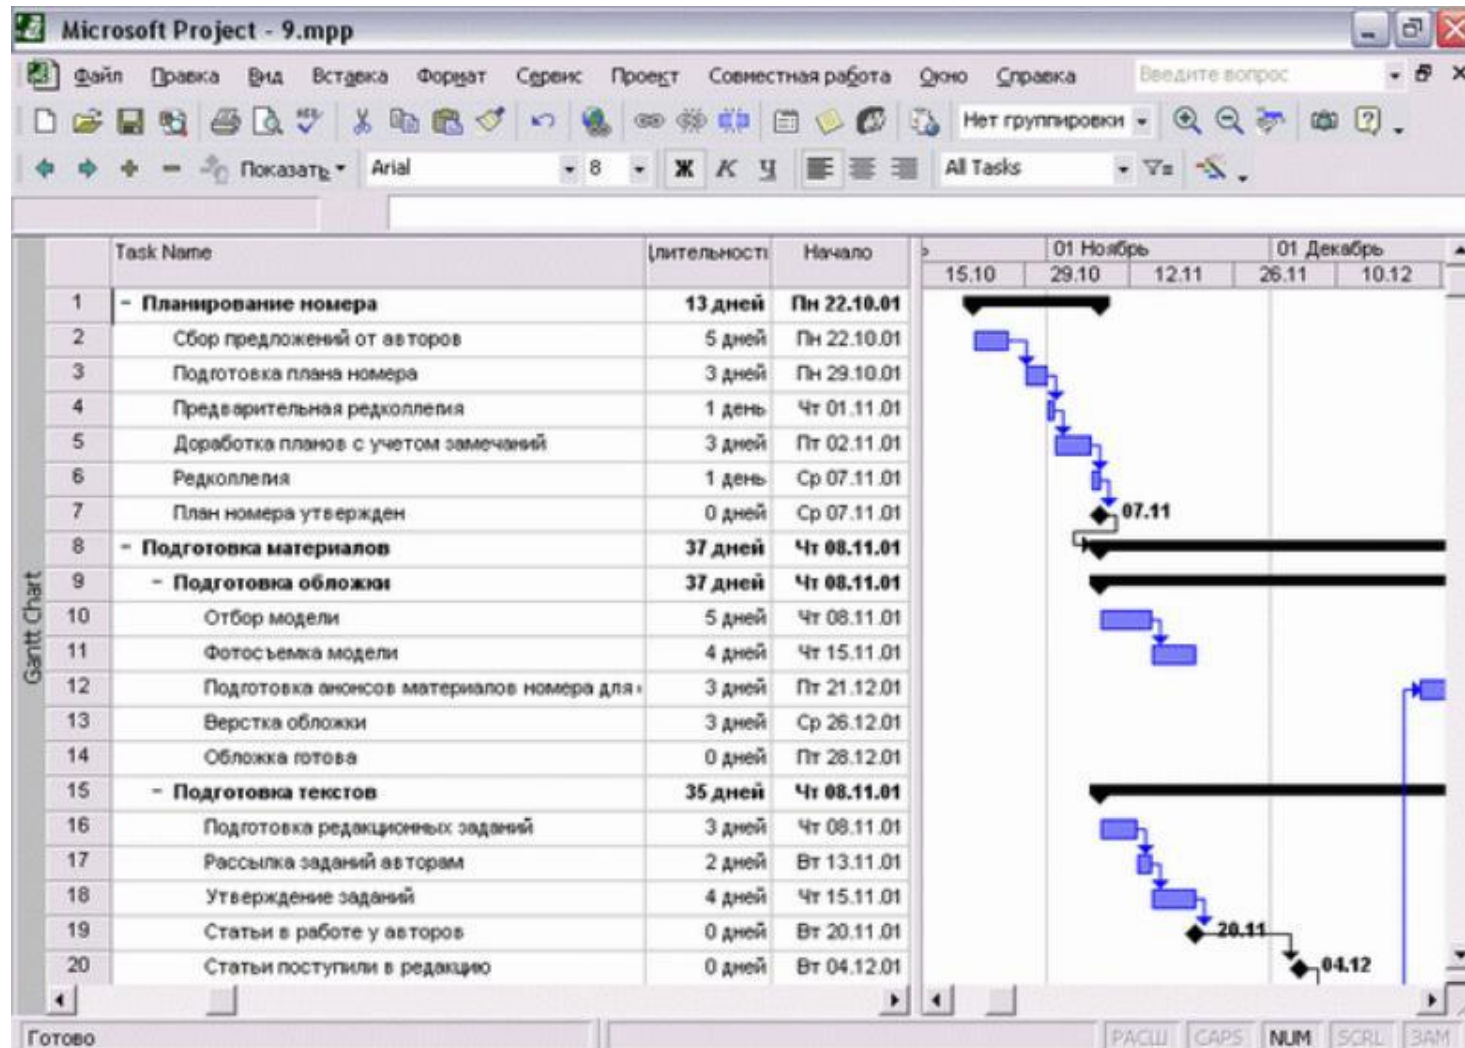 Microsoft Project - 9.mpp
Файл Правка Вид Вставка Формат Сервис Проект Совместная работа Окно Справка Введите вопрос
Нет группировки
Показать Arial 8 Ж К Ч All Tasks
Task Name Длительность Начало 01 Ноябрь 01 Декабрь
15.10 29.10 12.11 26.11 10.12
1 - Планирование номера 13 дней Пн 22.10.01
2 Сбор предложений от авторов 5 дней Пн 22.10.01
3 Подготовка плана номера 3 дней Пн 29.10.01
4 Предварительная редколлегия 1 день Чт 01.11.01
5 Доработка планов с учетом замечаний 3 дней Пт 02.11.01
6 Редколлегия 1 день Ср 07.11.01
7 План номера утвержден 0 дней Ср 07.11.01 07.11
8 - Подготовка материалов 37 дней Чт 08.11.01
9 - Подготовка обложки 37 дней Чт 08.11.01
10 Отбор модели 5 дней Чт 08.11.01
11 Фотосъемка модели 4 дней Чт 15.11.01
12 Подготовка анонсов материалов номера для 3 дней Пт 21.12.01
13 Верстка обложки 3 дней Ср 26.12.01
14 Обложка готова 0 дней Пт 28.12.01
15 - Подготовка текстов 35 дней Чт 08.11.01
16 Подготовка редакционных заданий 3 дней Чт 08.11.01
17 Рассылка заданий авторам 2 дней Вт 13.11.01
18 Утверждение заданий 4 дней Чт 15.11.01
19 Статьи в работе у авторов 0 дней Вт 20.11.01 20.11
20 Статьи поступили в редакцию 0 дней Вт 04.12.01 04.12
Gantt Chart
Готово РАСШ CAPS NUM SCRL ЗАМ